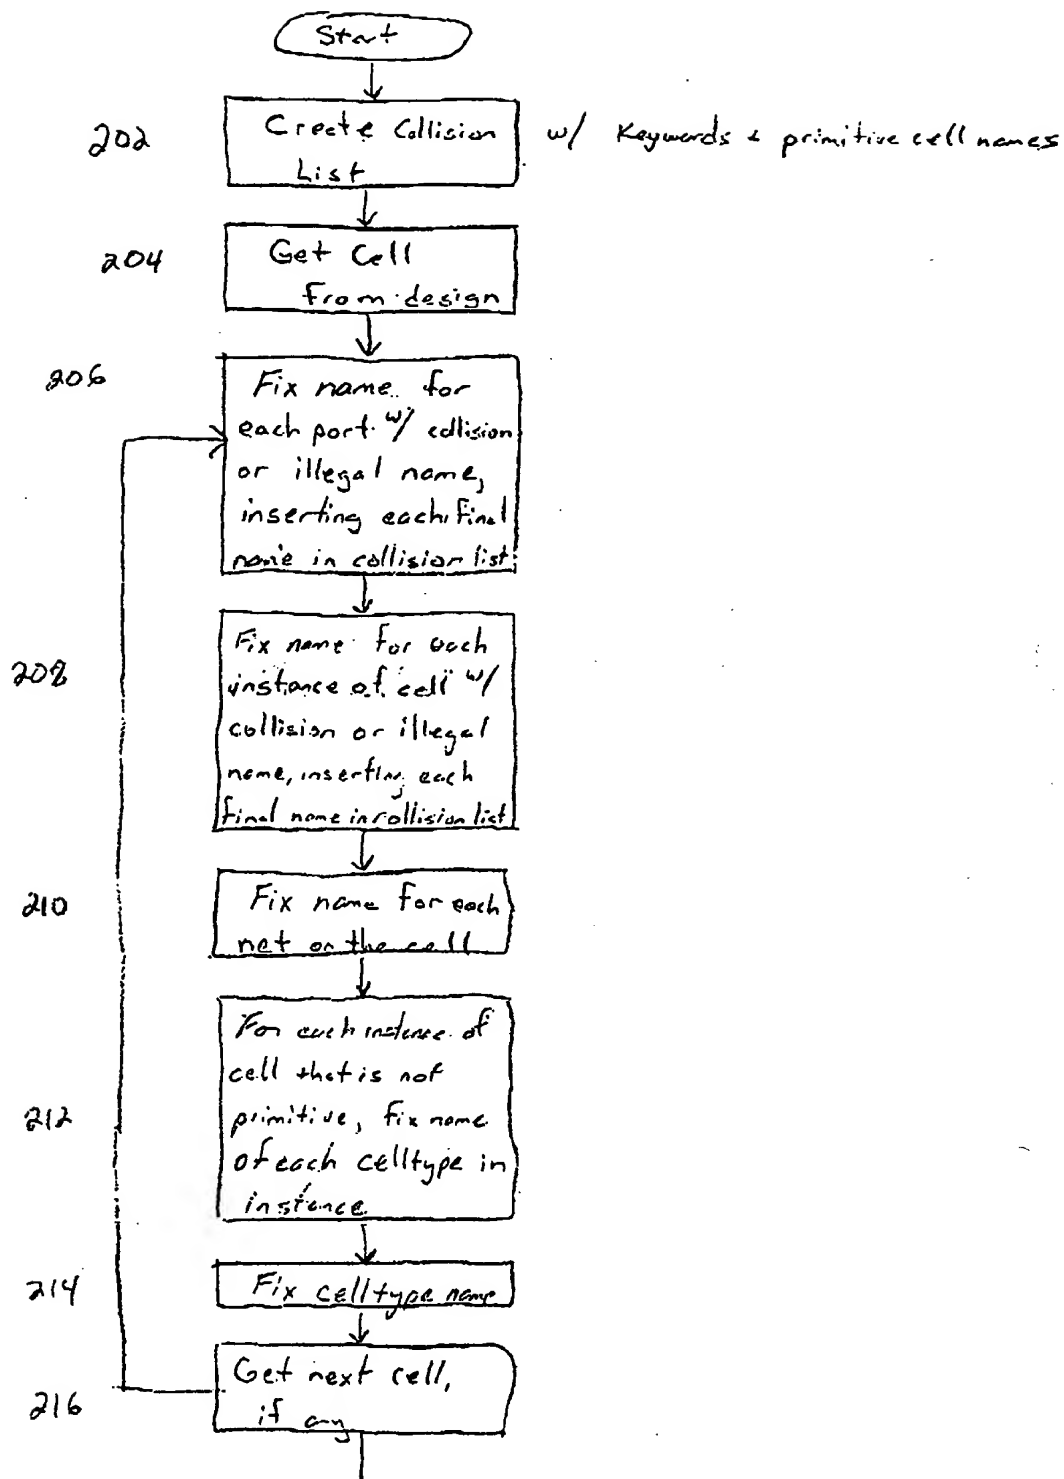 Start
202
Create Collision
List
w/ Keywords + primitive cell names
204
Get Cell
from design
206
Fix name for
each port w/ collision
or illegal name,
inserting each final
name in collision list
208
Fix name for each
instance of cell w/
collision or illegal
name, inserting each
final name in collision list
210
Fix name for each
net on the cell
212
For each instance of
cell that is not
primitive, fix name
of each celltype in
instance
214
Fix celltype name
216
Get next cell,
if any